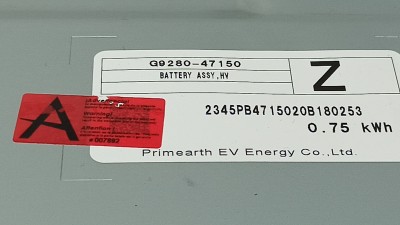 G9280-47150
BATTERY ASSY,HV
Z
2345PB4715020B180253
0.75 kWh
Primearth EV Energy Co.,Ltd.
A
Warning!
Attention